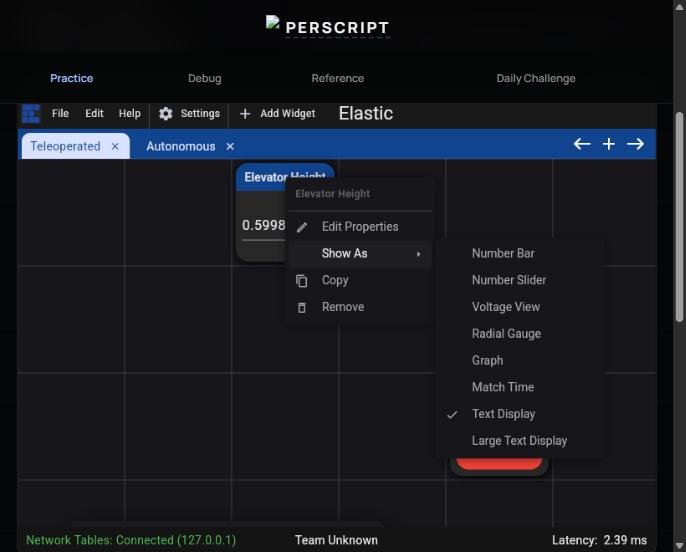 PERSCRIPT
Practice Debug Reference Daily Challenge
File Edit Help Settings Add Widget Elastic
Teleoperated Autonomous
Elevator Height
Elevator Height
0.5998
Edit Properties
Show As
Copy
Remove
Number Bar
Number Slider
Voltage View
Radial Gauge
Graph
Match Time
Text Display
Large Text Display
Network Tables: Connected (127.0.0.1) Team Unknown Latency: 2.39 ms